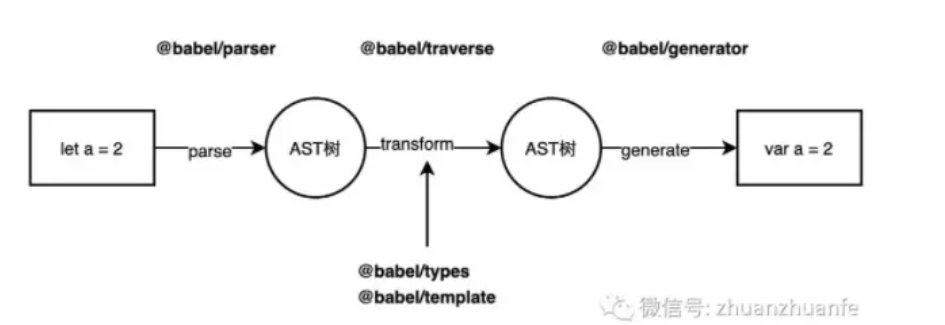 @babel/parser
@babel/traverse
@babel/generator
let a = 2
parse
AST树
transform
AST树
generate
var a = 2
@babel/types
@babel/template
微信号: zhuanzhuanfe